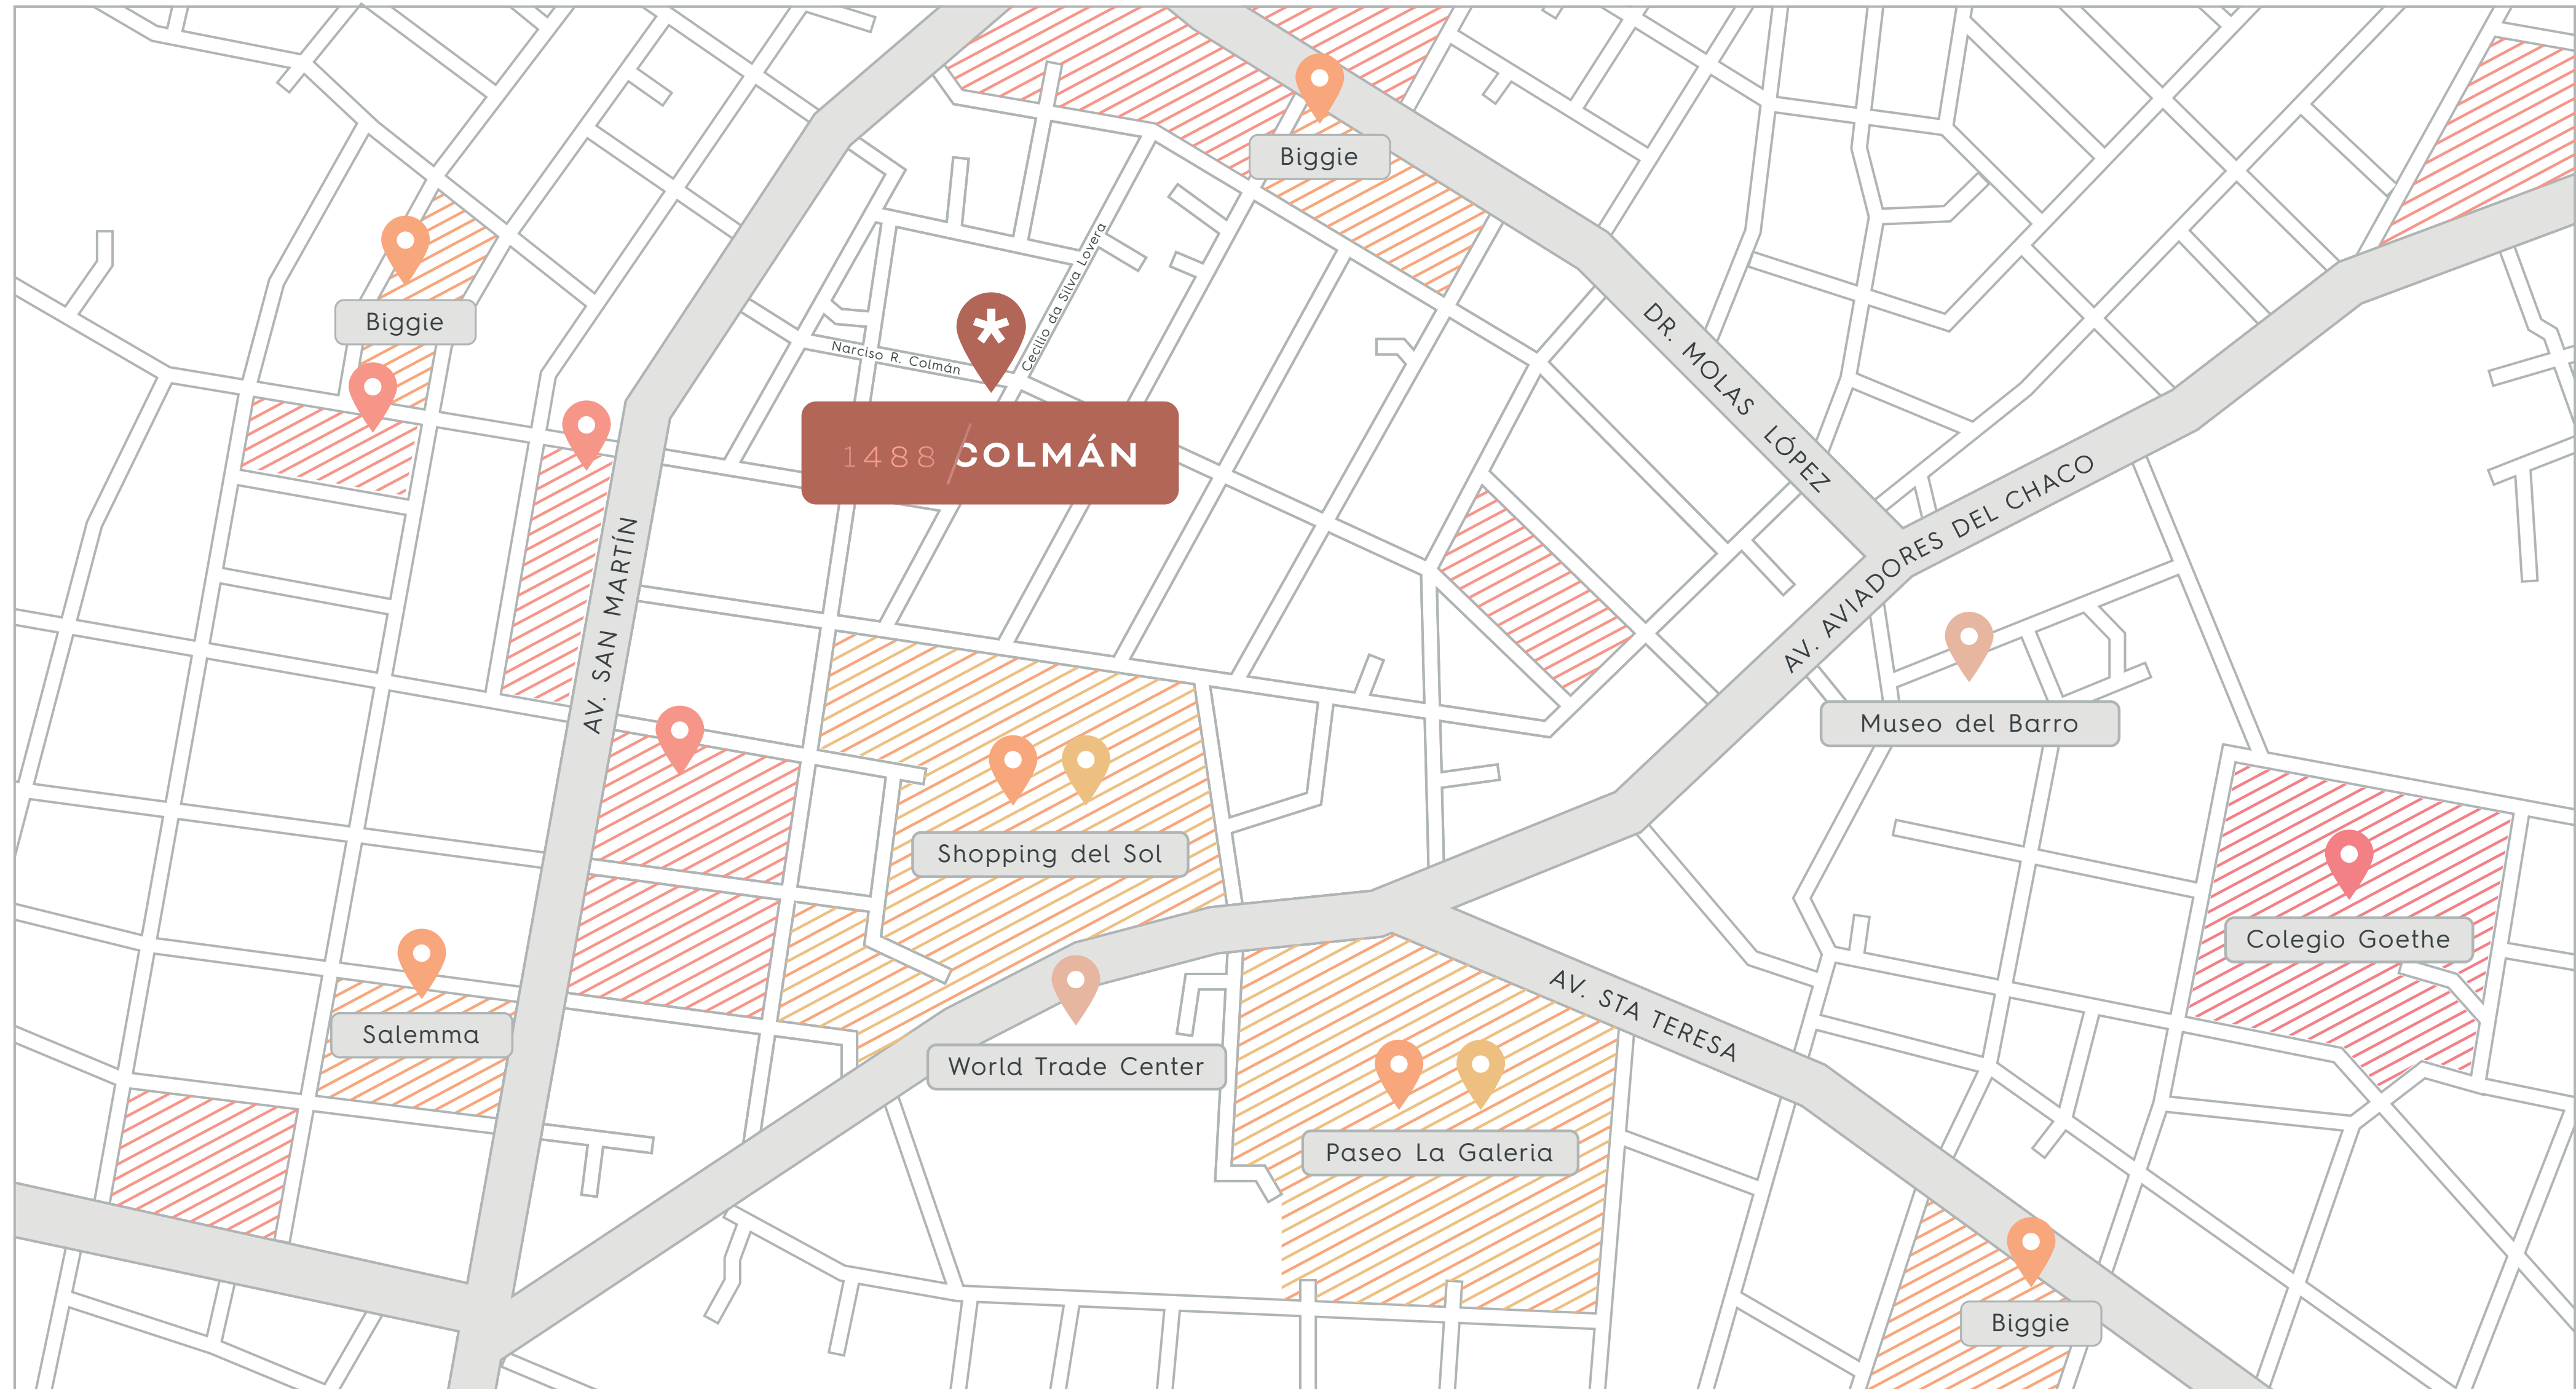 Biggie
Cecilio da Silva Lovera
Biggie
Narciso R. Colmán
DR. MOLAS LÓPEZ
1488 / COLMÁN
AV. SAN MARTÍN
AV. AVIADORES DEL CHACO
Museo del Barro
Shopping del Sol
Colegio Goethe
AV. STA TERESA
Salemma
World Trade Center
Paseo La Galeria
Biggie